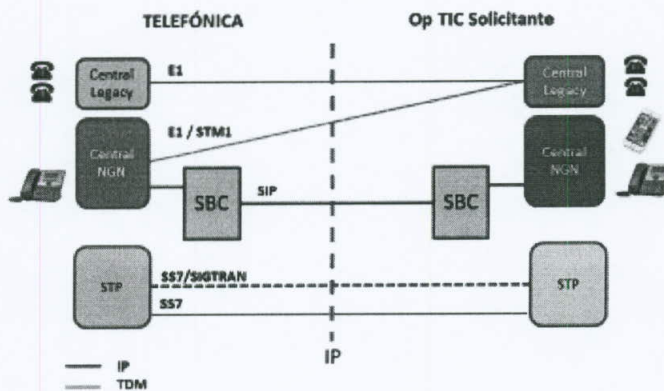 TELEFÓNICA
Op TIC Solicitante
Central
Legacy
E1
Central
Legacy
E1 / STM1
Central
NGN
Central
NGN
SBC
SIP
SBC
STP
SS7/SIGTRAN
STP
SS7
IP
IP
TDM